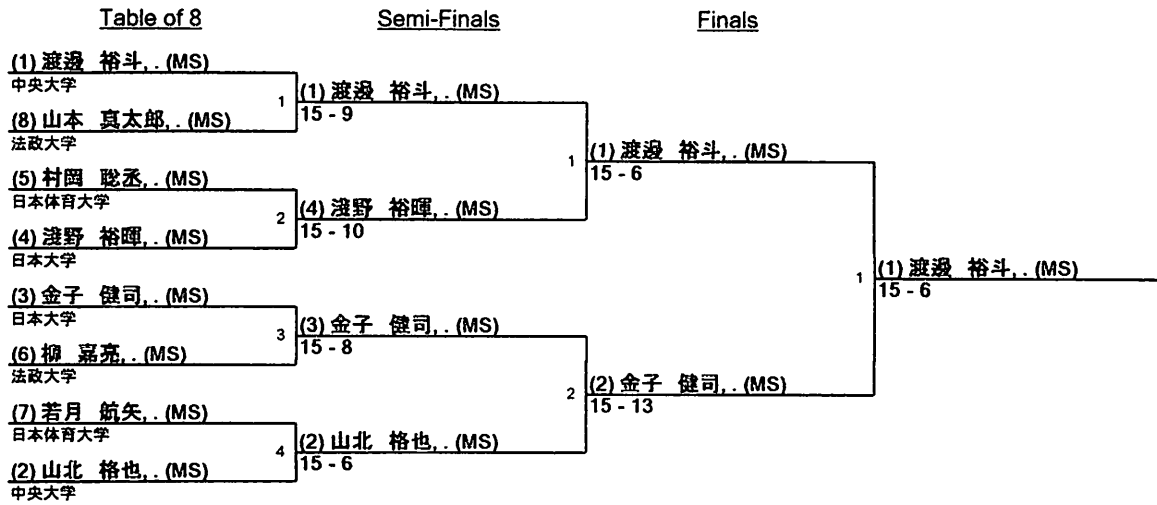 Table of 8
Semi-Finals
Finals
(1) 渡邉 裕斗, . (MS)
中央大学
(8) 山本 真太郎, . (MS)
法政大学
(5) 村岡 聡丞, . (MS)
日本体育大学
(4) 淺野 裕暉, . (MS)
日本大学
(3) 金子 健司, . (MS)
日本大学
(6) 柳 嘉亮, . (MS)
法政大学
(7) 若月 航矢, . (MS)
日本体育大学
(2) 山北 格也, . (MS)
中央大学
1
(1) 渡邉 裕斗, . (MS)
15 - 9
2
(4) 淺野 裕暉, . (MS)
15 - 10
3
(3) 金子 健司, . (MS)
15 - 8
4
(2) 山北 格也, . (MS)
15 - 6
1
(1) 渡邉 裕斗, . (MS)
15 - 6
2
(2) 金子 健司, . (MS)
15 - 13
1
(1) 渡邉 裕斗, . (MS)
15 - 6